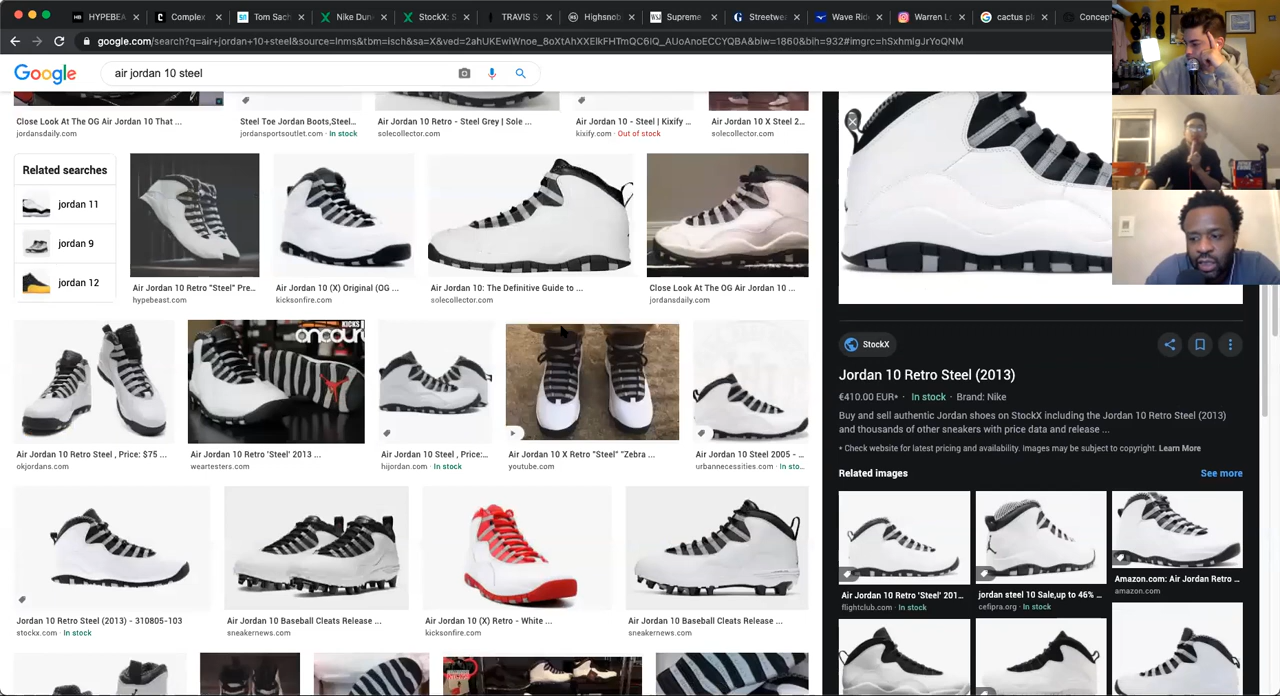 HYPEBEA
Complex
Tom Sach
Nike Dun
StockX: S
TRAVIS S
Highsnob
Supreme
Streetwea
Wave Rid
Warren Lo
cactus pl
Concept
google.com/search?q=air+jordan+10+steel&source=lnms&tbm=isch&sa=X&ved=2ahUKEwiWnoe_8oXtAhXXElkFHTmQC6IQ_AUoAnoECCYQBA&biw=1860&bih=932#imgrc=hSxhmIgJrYoQNM
Google
air jordan 10 steel
Close Look At The OG Air Jordan 10 That ...
jordansdaily.com
Steel Toe Jordan Boots,Steel...
jordansportsoutlet.com · In stock
Air Jordan 10 Retro - Steel Grey | Sole ...
solecollector.com
Air Jordan 10 - Steel | Kixify ...
kixify.com · Out of stock
Air Jordan 10 X Steel 2...
solecollector.com
Related searches
jordan 11
jordan 9
jordan 12
Air Jordan 10 Retro "Steel" Pre...
hypebeast.com
Air Jordan 10 (X) Original (OG ...
kicksonfire.com
Air Jordan 10: The Definitive Guide to ...
solecollector.com
Close Look At The OG Air Jordan 10 ...
jordansdaily.com
KICKS
oncourt
Air Jordan 10 Retro Steel , Price: $75 ...
okjordans.com
Air Jordan 10 Retro 'Steel' 2013 ...
weartesters.com
Air Jordan 10 Steel , Price:...
hijordan.com · In stock
Air Jordan 10 X Retro "Steel" "Zebra ...
youtube.com
Air Jordan 10 Steel 2005 - ...
urbannecessities.com · In sto...
Jordan 10 Retro Steel (2013) - 310805-103
stockx.com · In stock
Air Jordan 10 Baseball Cleats Release ...
sneakernews.com
Air Jordan 10 (X) Retro - White ...
kicksonfire.com
Air Jordan 10 Baseball Cleats Release ...
sneakernews.com
StockX
Jordan 10 Retro Steel (2013)
€410.00 EUR* · In stock · Brand: Nike
Buy and sell authentic Jordan shoes on StockX including the Jordan 10 Retro Steel (2013)
and thousands of other sneakers with price data and release ...
* Check website for latest pricing and availability. Images may be subject to copyright. Learn More
Related images
See more
Air Jordan 10 Retro 'Steel' 201...
flightclub.com · In stock
jordan steel 10 Sale,up to 46% ...
cefipra.org · In stock
Amazon.com: Air Jordan Retro ...
amazon.com